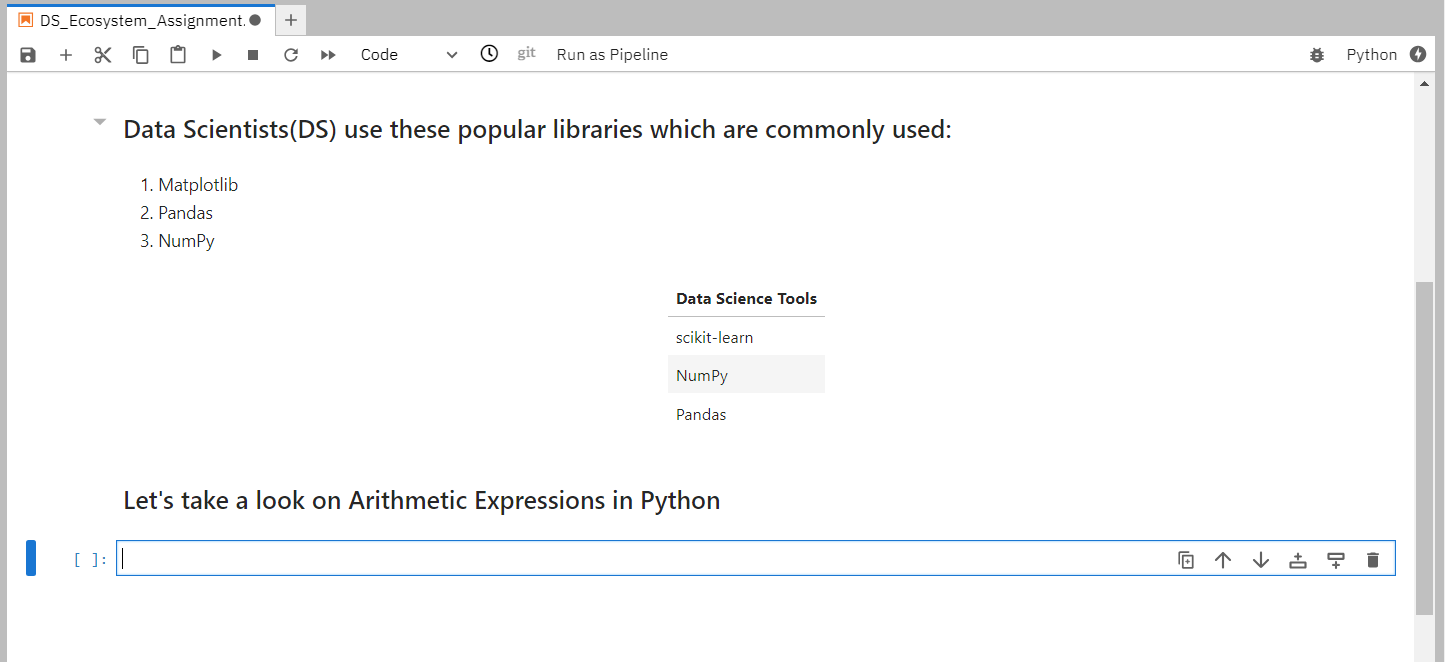 DS_Ecosystem_Assignment.
Code
git
Run as Pipeline
Python
Data Scientists(DS) use these popular libraries which are commonly used:
1. Matplotlib
2. Pandas
3. NumPy
Data Science Tools
scikit-learn
NumPy
Pandas
Let's take a look on Arithmetic Expressions in Python
[ ]: